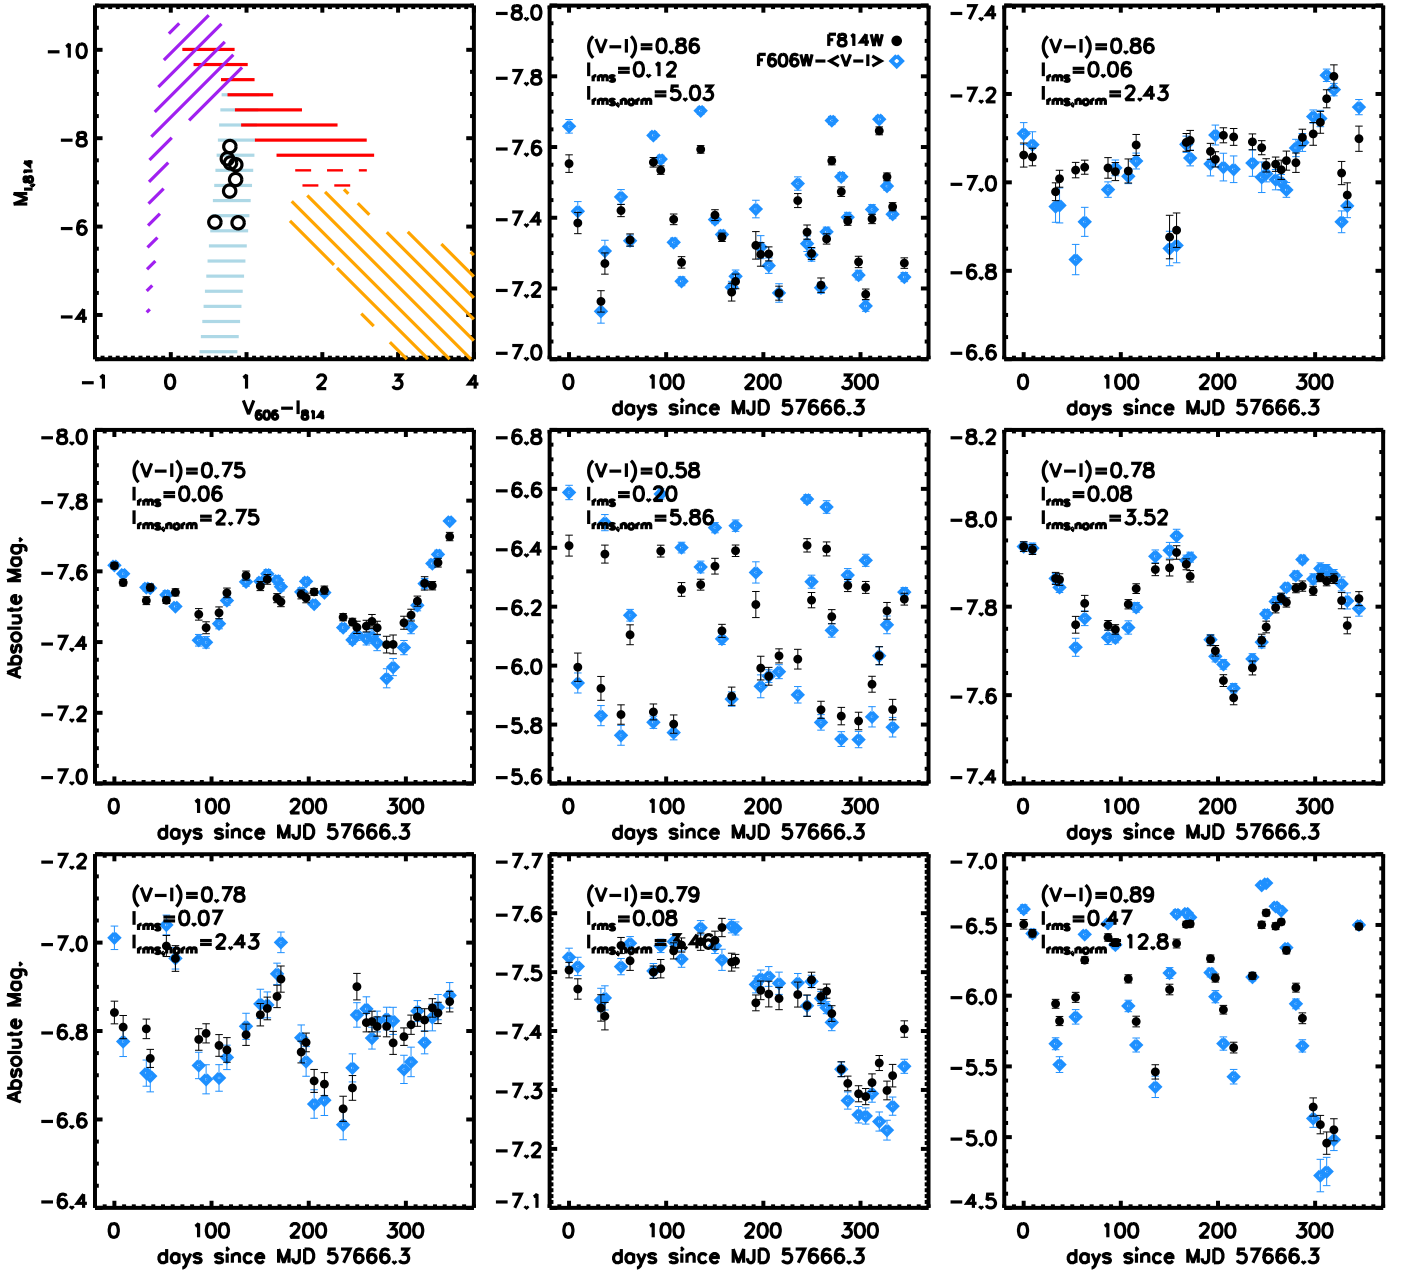 −10
−8
−6
−4
M_I,814
−1 0 1 2 3 4
V_606−I_814
−8.0
−7.8
−7.6
−7.4
−7.2
−7.0
(V−I)=0.86
I_rms=0.12
I_rms,norm=5.03
F814W
F606W−<V−I>
0 100 200 300
days since MJD 57666.3
−7.4
−7.2
−7.0
−6.8
−6.6
(V−I)=0.86
I_rms=0.06
I_rms,norm=2.43
0 100 200 300
days since MJD 57666.3
Absolute Mag.
−8.0
−7.8
−7.6
−7.4
−7.2
−7.0
(V−I)=0.75
I_rms=0.06
I_rms,norm=2.75
0 100 200 300
days since MJD 57666.3
−6.8
−6.6
−6.4
−6.2
−6.0
−5.8
−5.6
(V−I)=0.58
I_rms=0.20
I_rms,norm=5.86
0 100 200 300
days since MJD 57666.3
−8.2
−8.0
−7.8
−7.6
−7.4
(V−I)=0.78
I_rms=0.08
I_rms,norm=3.52
0 100 200 300
days since MJD 57666.3
Absolute Mag.
−7.2
−7.0
−6.8
−6.6
−6.4
(V−I)=0.78
I_rms=0.07
I_rms,norm=2.43
0 100 200 300
days since MJD 57666.3
−7.7
−7.6
−7.5
−7.4
−7.3
−7.2
−7.1
(V−I)=0.79
I_rms=0.08
I_rms,norm=
0 100 200 300
days since MJD 57666.3
−7.0
−6.5
−6.0
−5.5
−5.0
−4.5
(V−I)=0.89
I_rms=0.47
I_rms,norm=12.8
0 100 200 300
days since MJD 57666.3